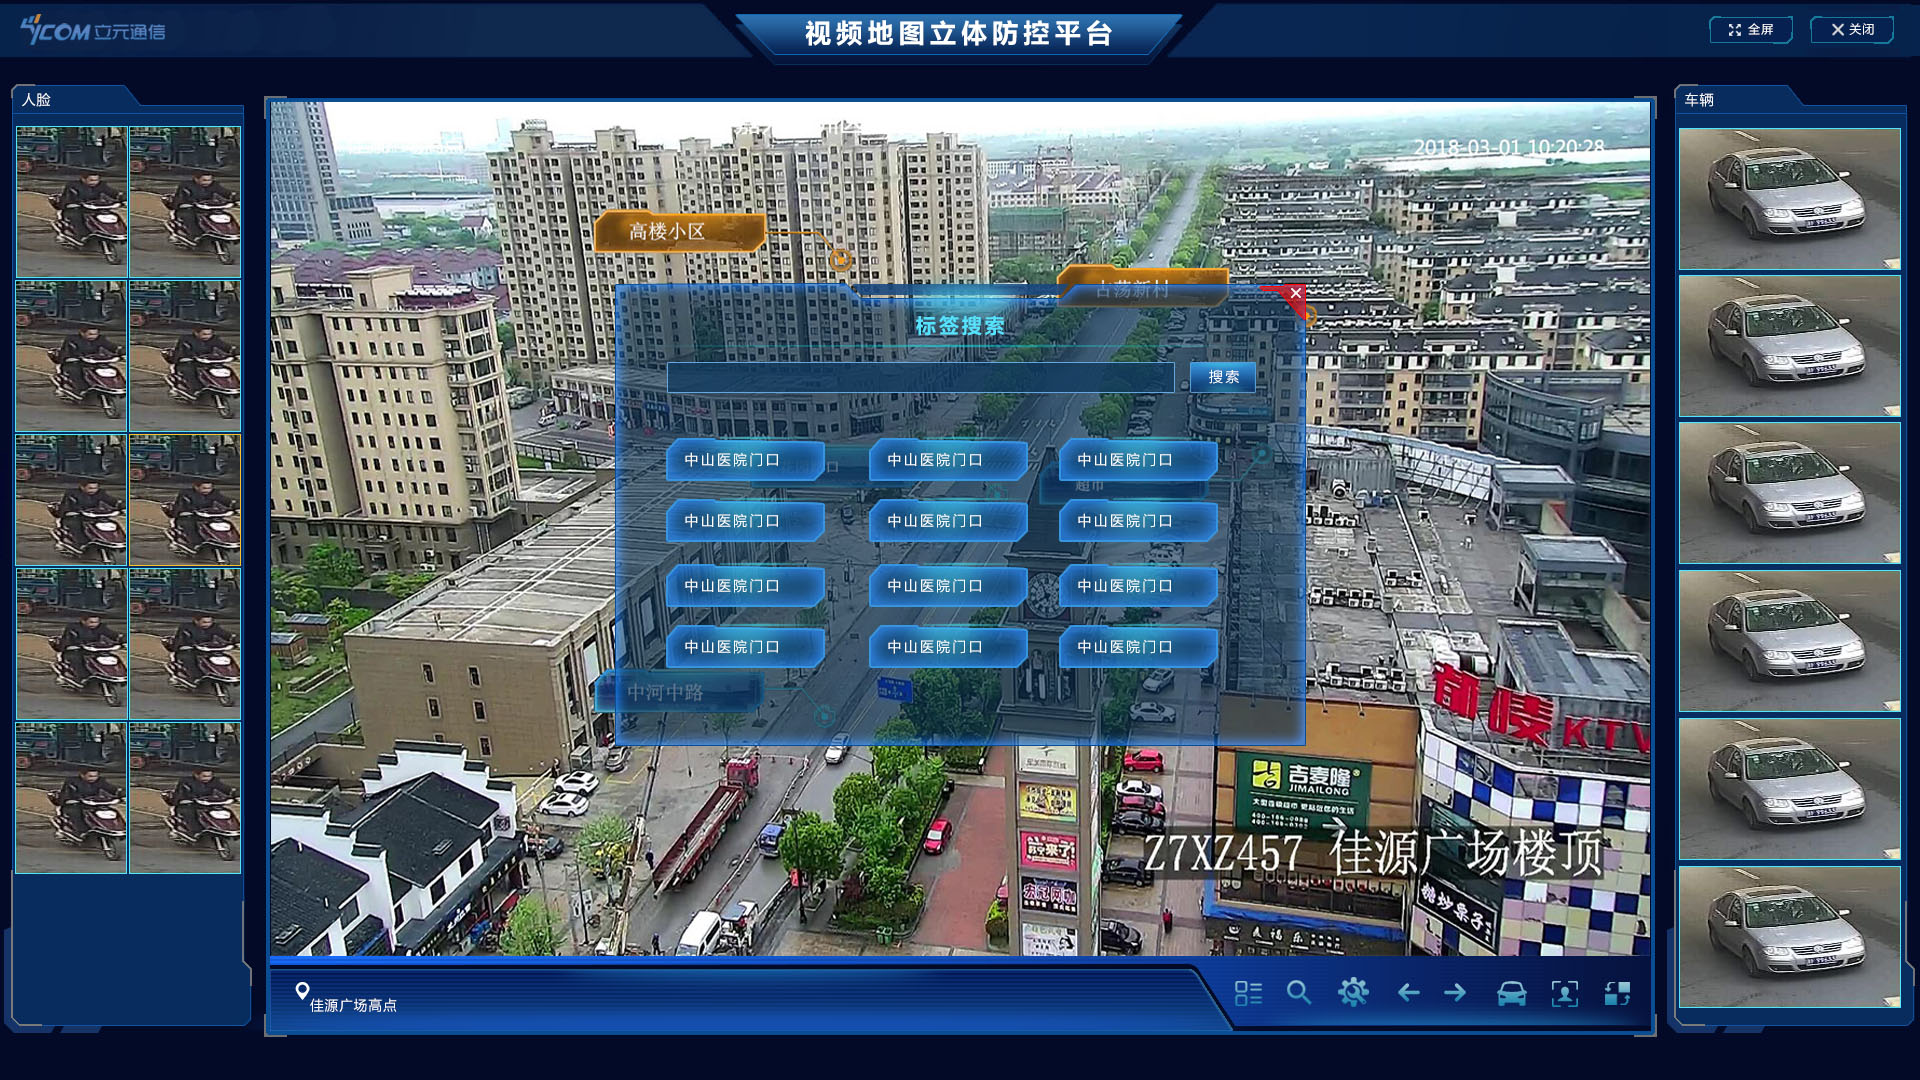 4COM立元通信
视频地图立体防控平台
全屏
关闭
人脸
车辆
2018-03-01 10:20:28
高楼小区
古荡新村
标签搜索
搜索
中山医院门口
中山医院门口
中山医院门口
超市
中山医院门口
中山医院门口
中山医院门口
中山医院门口
中山医院门口
中山医院门口
中山医院门口
中山医院门口
中山医院门口
中河中路
KTV
吉麦隆
JIMAILONG
Z7XZ457 佳源广场楼顶
佳源广场高点